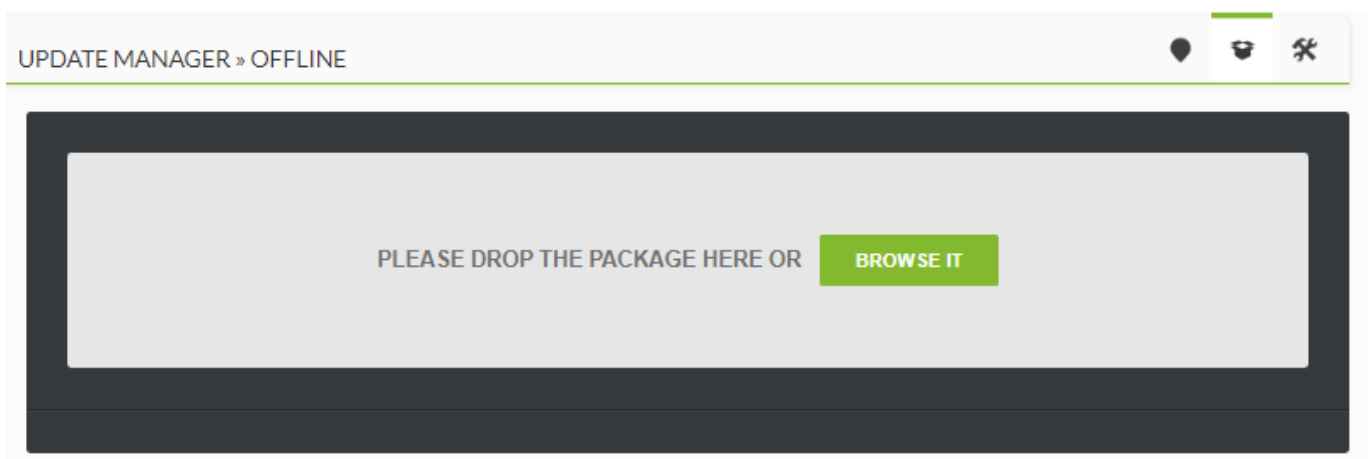 UPDATE MANAGER » OFFLINE
PLEASE DROP THE PACKAGE HERE OR BROWSE IT